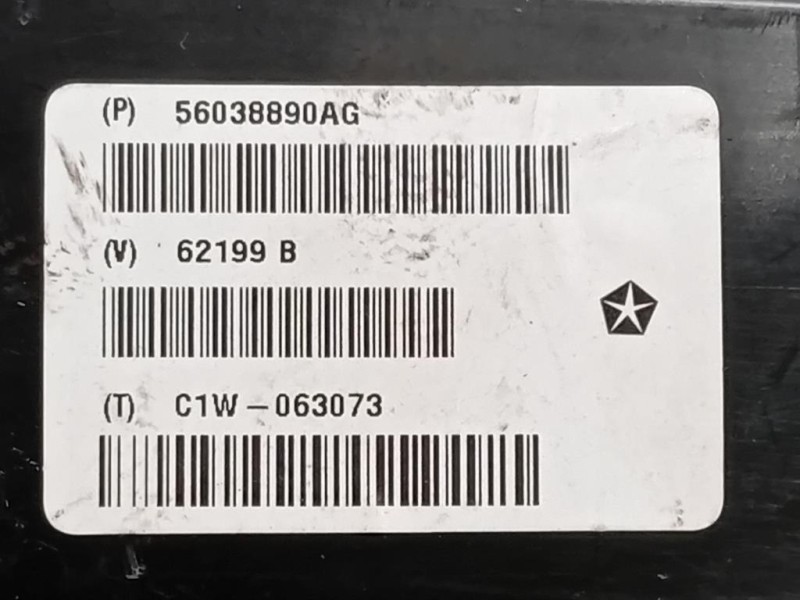 (P) 56038890AG
(V) 62199 B
(T) C1W-063073